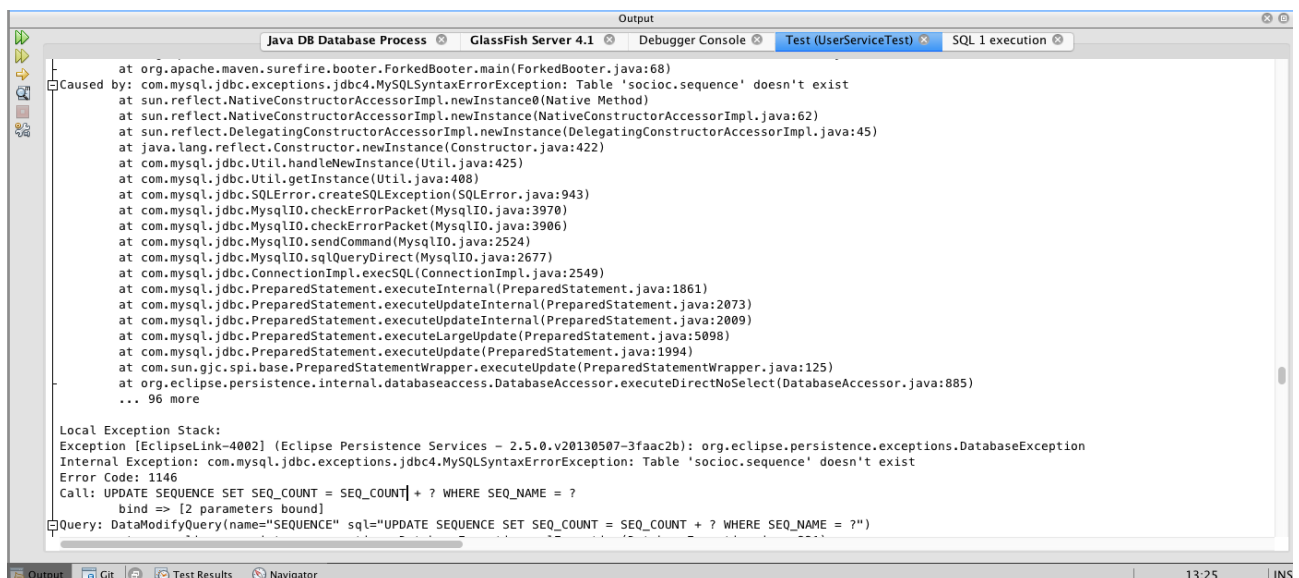 Output
Java DB Database Process
GlassFish Server 4.1
Debugger Console
Test (UserServiceTest)
SQL 1 execution
at org.apache.maven.surefire.booter.ForkedBooter.main(ForkedBooter.java:68)
Caused by: com.mysql.jdbc.exceptions.jdbc4.MySQLSyntaxErrorException: Table 'socioc.sequence' doesn't exist
at sun.reflect.NativeConstructorAccessorImpl.newInstance0(Native Method)
at sun.reflect.NativeConstructorAccessorImpl.newInstance(NativeConstructorAccessorImpl.java:62)
at sun.reflect.DelegatingConstructorAccessorImpl.newInstance(DelegatingConstructorAccessorImpl.java:45)
at java.lang.reflect.Constructor.newInstance(Constructor.java:422)
at com.mysql.jdbc.Util.handleNewInstance(Util.java:425)
at com.mysql.jdbc.Util.getInstance(Util.java:408)
at com.mysql.jdbc.SQLError.createSQLException(SQLError.java:943)
at com.mysql.jdbc.MysqlIO.checkErrorPacket(MysqlIO.java:3970)
at com.mysql.jdbc.MysqlIO.checkErrorPacket(MysqlIO.java:3906)
at com.mysql.jdbc.MysqlIO.sendCommand(MysqlIO.java:2524)
at com.mysql.jdbc.MysqlIO.sqlQueryDirect(MysqlIO.java:2677)
at com.mysql.jdbc.ConnectionImpl.execSQL(ConnectionImpl.java:2549)
at com.mysql.jdbc.PreparedStatement.executeInternal(PreparedStatement.java:1861)
at com.mysql.jdbc.PreparedStatement.executeUpdateInternal(PreparedStatement.java:2073)
at com.mysql.jdbc.PreparedStatement.executeUpdateInternal(PreparedStatement.java:2009)
at com.mysql.jdbc.PreparedStatement.executeLargeUpdate(PreparedStatement.java:5098)
at com.mysql.jdbc.PreparedStatement.executeUpdate(PreparedStatement.java:1994)
at com.sun.gjc.spi.base.PreparedStatementWrapper.executeUpdate(PreparedStatementWrapper.java:125)
at org.eclipse.persistence.internal.databaseaccess.DatabaseAccessor.executeDirectNoSelect(DatabaseAccessor.java:885)
... 96 more
Local Exception Stack:
Exception [EclipseLink-4002] (Eclipse Persistence Services - 2.5.0.v20130507-3faac2b): org.eclipse.persistence.exceptions.DatabaseException
Internal Exception: com.mysql.jdbc.exceptions.jdbc4.MySQLSyntaxErrorException: Table 'socioc.sequence' doesn't exist
Error Code: 1146
Call: UPDATE SEQUENCE SET SEQ_COUNT = SEQ_COUNT + ? WHERE SEQ_NAME = ?
bind => [2 parameters bound]
Query: DataModifyQuery(name="SEQUENCE" sql="UPDATE SEQUENCE SET SEQ_COUNT = SEQ_COUNT + ? WHERE SEQ_NAME = ?")
Output
Git
Test Results
Navigator
13:25
INS